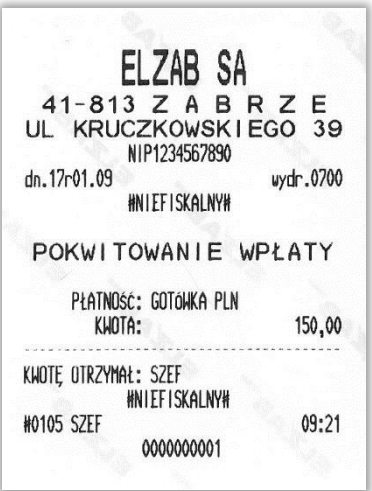 ELZAB SA
41-813 Z A B R Z E
UL KRUCZKOWSKIEGO 39
NIP1234567890
dn.17r01.09 wydr.0700
#NIEFISKALNY#
POKWITOWANIE WPŁATY
PŁATNOŚĆ: GOTÓWKA PLN
KWOTA: 150,00
KWOTĘ OTRZYMAŁ: SZEF
#NIEFISKALNY#
#0105 SZEF 09:21
0000000001